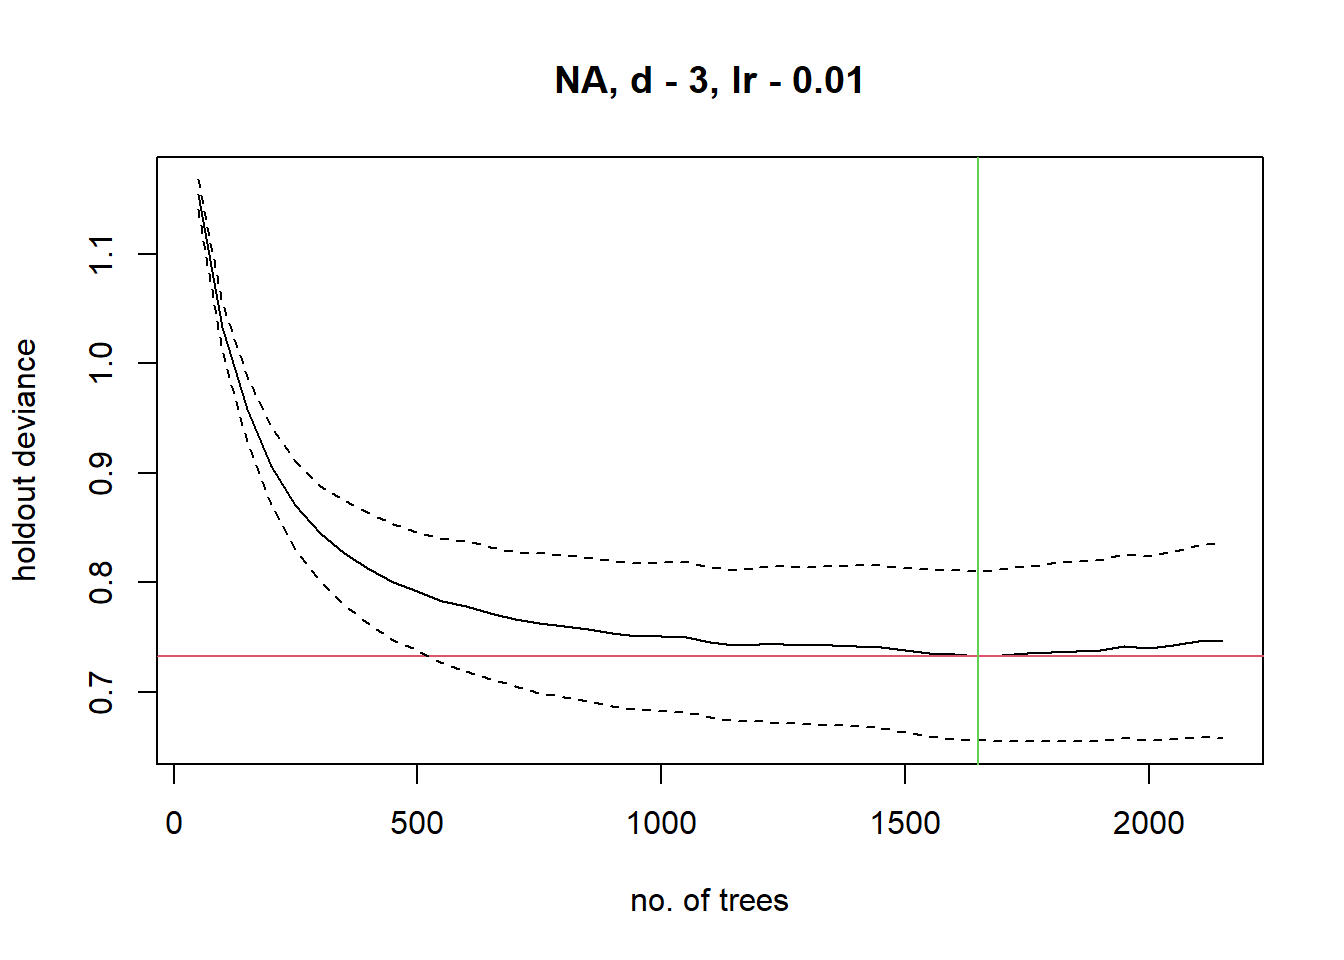 NA, d - 3, lr - 0.01
holdout deviance
1.1
1.0
0.9
0.8
0.7
0 500 1000 1500 2000
no. of trees